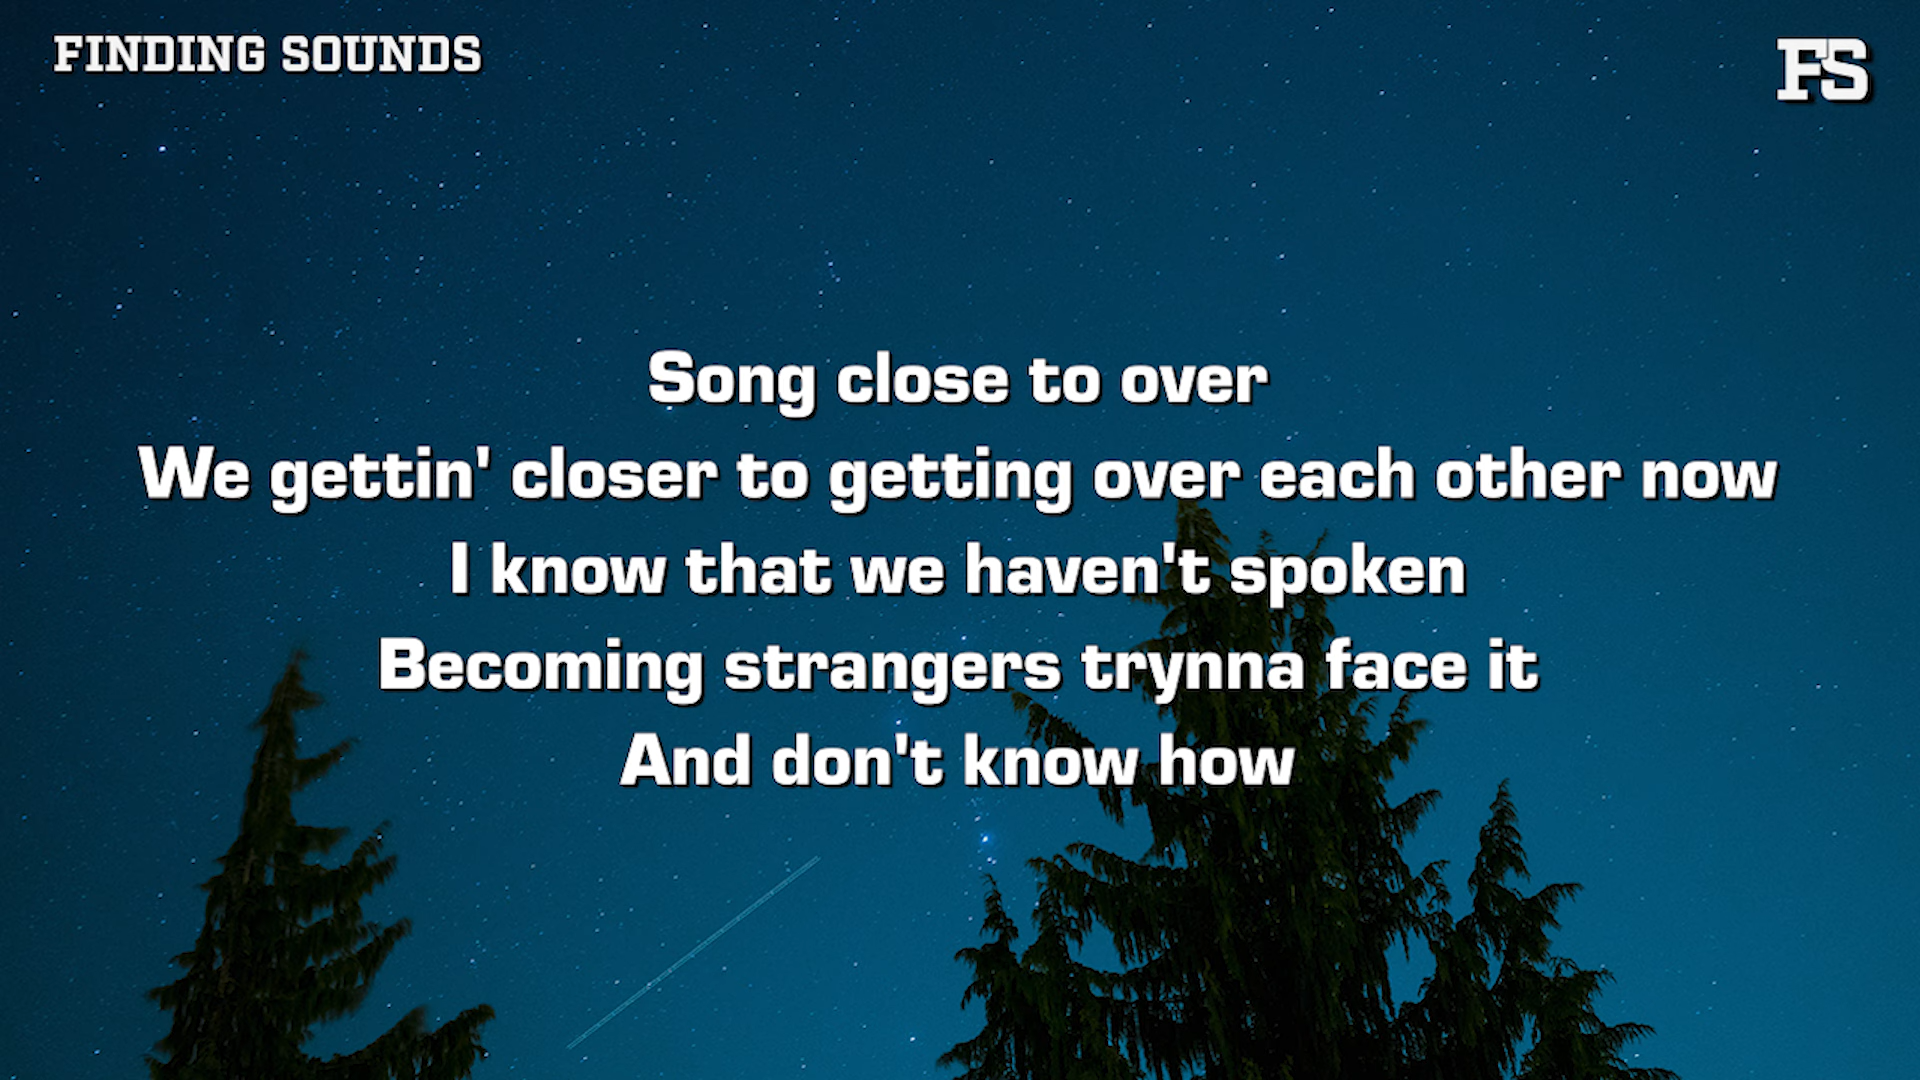 FINDING SOUNDS
FS
Song close to over
We gettin' closer to getting over each other now
I know that we haven't spoken
Becoming strangers trynna face it
And don't know how